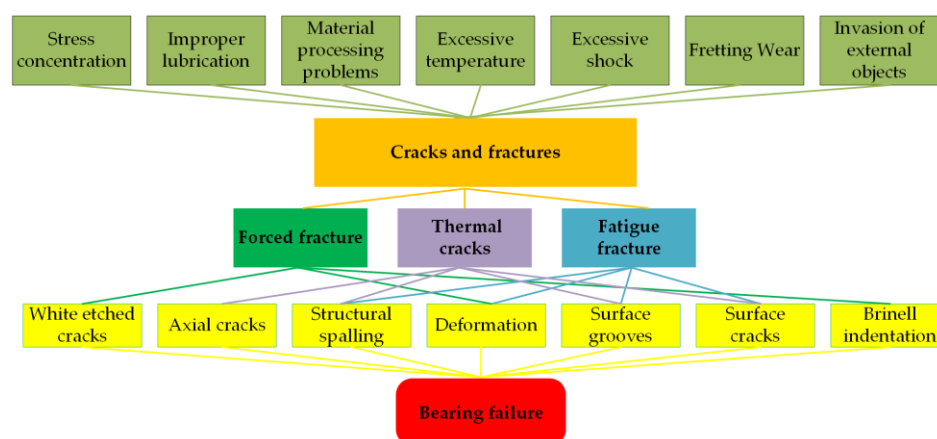 Stress
concentration
Improper
lubrication
Material
processing
problems
Excessive
temperature
Excessive
shock
Fretting Wear
Invasion of
external
objects
Cracks and fractures
Forced fracture
Thermal
cracks
Fatigue
fracture
White etched
cracks
Axial cracks
Structural
spalling
Deformation
Surface
grooves
Surface
cracks
Brinell
indentation
Bearing failure